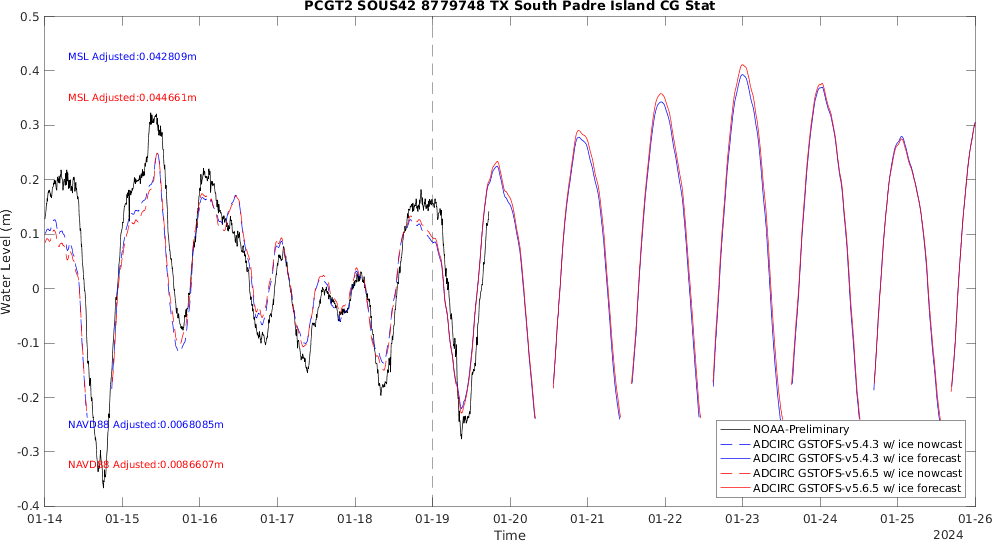 PCGT2 SOUS42 8779748 TX South Padre Island CG Stat
0.5
MSL Adjusted:0.042809m
0.4
MSL Adjusted:0.044661m
0.3
0.2
0.1
Water Level (m)
0
-0.1
-0.2
NAVD88 Adjusted:0.0068085m
NOAA-Preliminary
ADCIRC GSTOFS-v5.4.3 w/ ice nowcast
-0.3
ADCIRC GSTOFS-v5.4.3 w/ ice forecast
NAVD88 Adjusted:0.0086607m
ADCIRC GSTOFS-v5.6.5 w/ ice nowcast
ADCIRC GSTOFS-v5.6.5 w/ ice forecast
-0.4
01-14 01-15 01-16 01-17 01-18 01-19 01-20 01-21 01-22 01-23 01-24 01-25 01-26
Time
2024